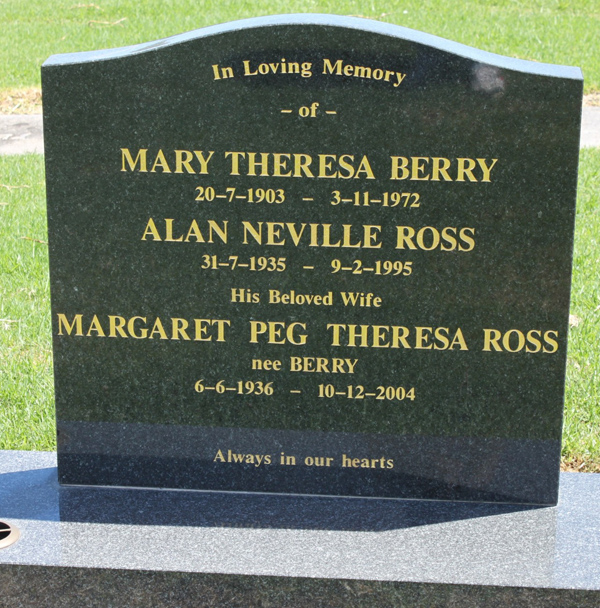 In Loving Memory
– of –
MARY THERESA BERRY
20–7–1903 – 3–11–1972
ALAN NEVILLE ROSS
31–7–1935 – 9–2–1995
His Beloved Wife
MARGARET PEG THERESA ROSS
nee BERRY
6–6–1936 – 10–12–2004
Always in our hearts